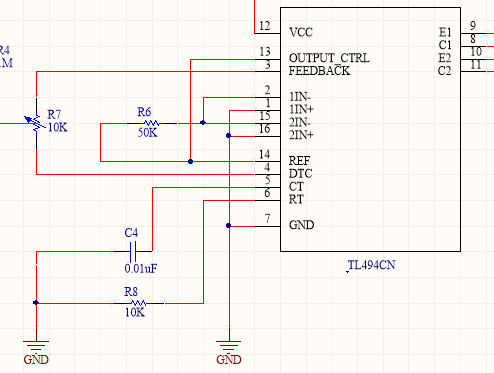 12 VCC E1 9
C1 8
13 OUTPUT_CTRL E2 10
3 FEEDBACK C2 11
R4
1M
2 1IN-
R7 R6 1 1IN+
10K 50K 15 2IN-
16 2IN+
14 REF
4 DTC
5 CT
6 RT
7 GND
C4
0.01uF
TL494CN
R8
10K
GND GND